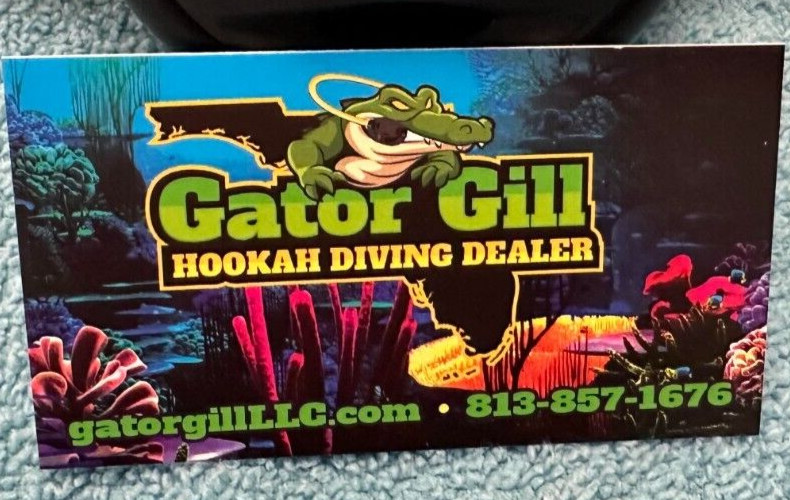 Gator Gill
HOOKAH DIVING DEALER
gatorgillLLC.com • 813-857-1676